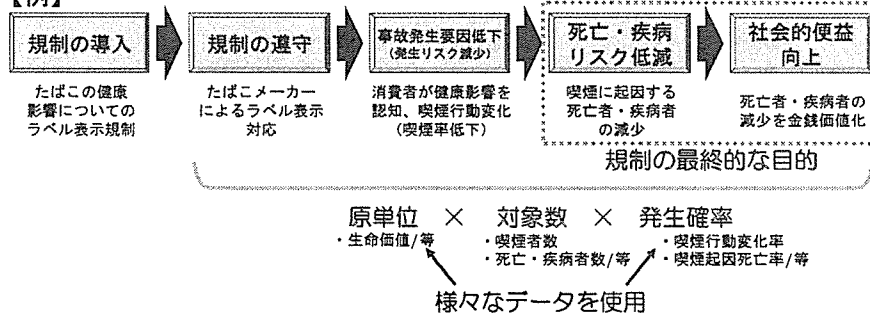 【例】
規制の導入
規制の遵守
事故発生要因低下
(発生リスク減少)
死亡・疾病
リスク低減
社会的便益
向上
たばこの健康
影響についての
ラベル表示規制
たばこメーカー
によるラベル表示
対応
消費者が健康影響を
認知、喫煙行動変化
(喫煙率低下)
喫煙に起因する
死亡者・疾病者
の減少
死亡者・疾病者の
減少を金銭価値化
規制の最終的な目的
原単位 × 対象数 × 発生確率
・生命価値/等
・喫煙者数
・死亡・疾病者数/等
・喫煙行動変化率
・喫煙起因死亡率/等
様々なデータを使用